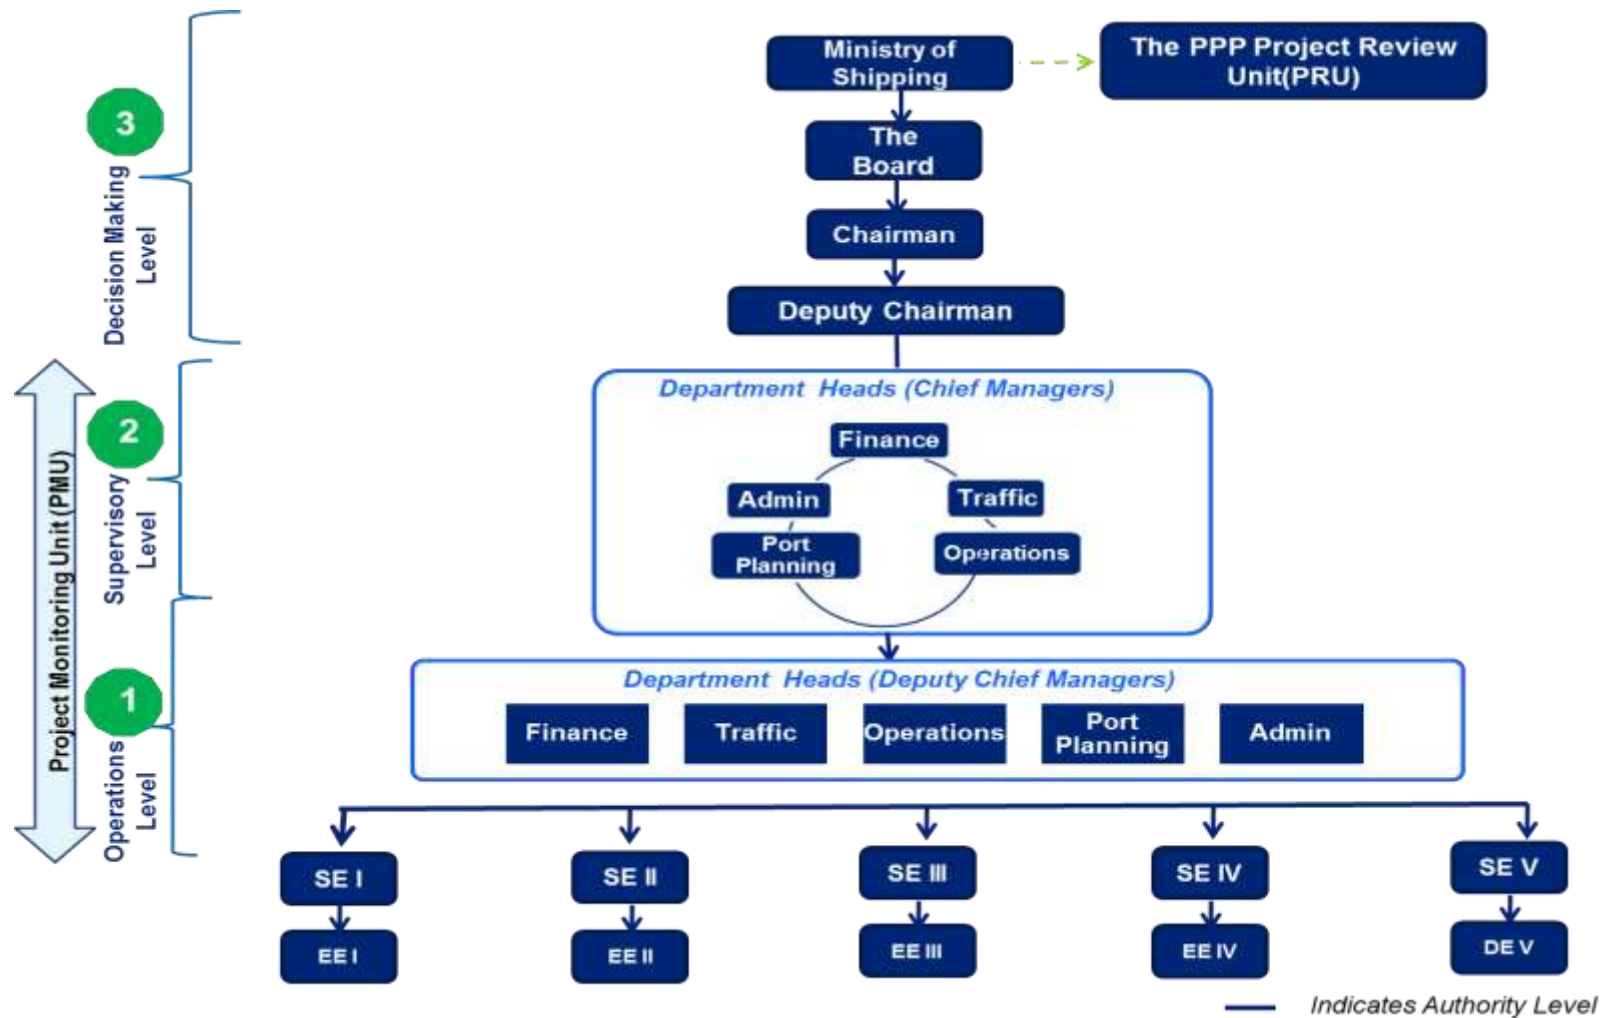 Ministry of
Shipping
The PPP Project Review
Unit(PRU)
The
Board
Chairman
Deputy Chairman
3
Decision Making
Level
Department Heads (Chief Managers)
Finance
Admin
Traffic
Port
Planning
Operations
2
Supervisory
Level
Project Monitoring Unit (PMU)
Department Heads (Deputy Chief Managers)
Finance
Traffic
Operations
Port
Planning
Admin
1
Operations
Level
SE I
SE II
SE III
SE IV
SE V
EE I
EE II
EE III
EE IV
DE V
Indicates Authority Level